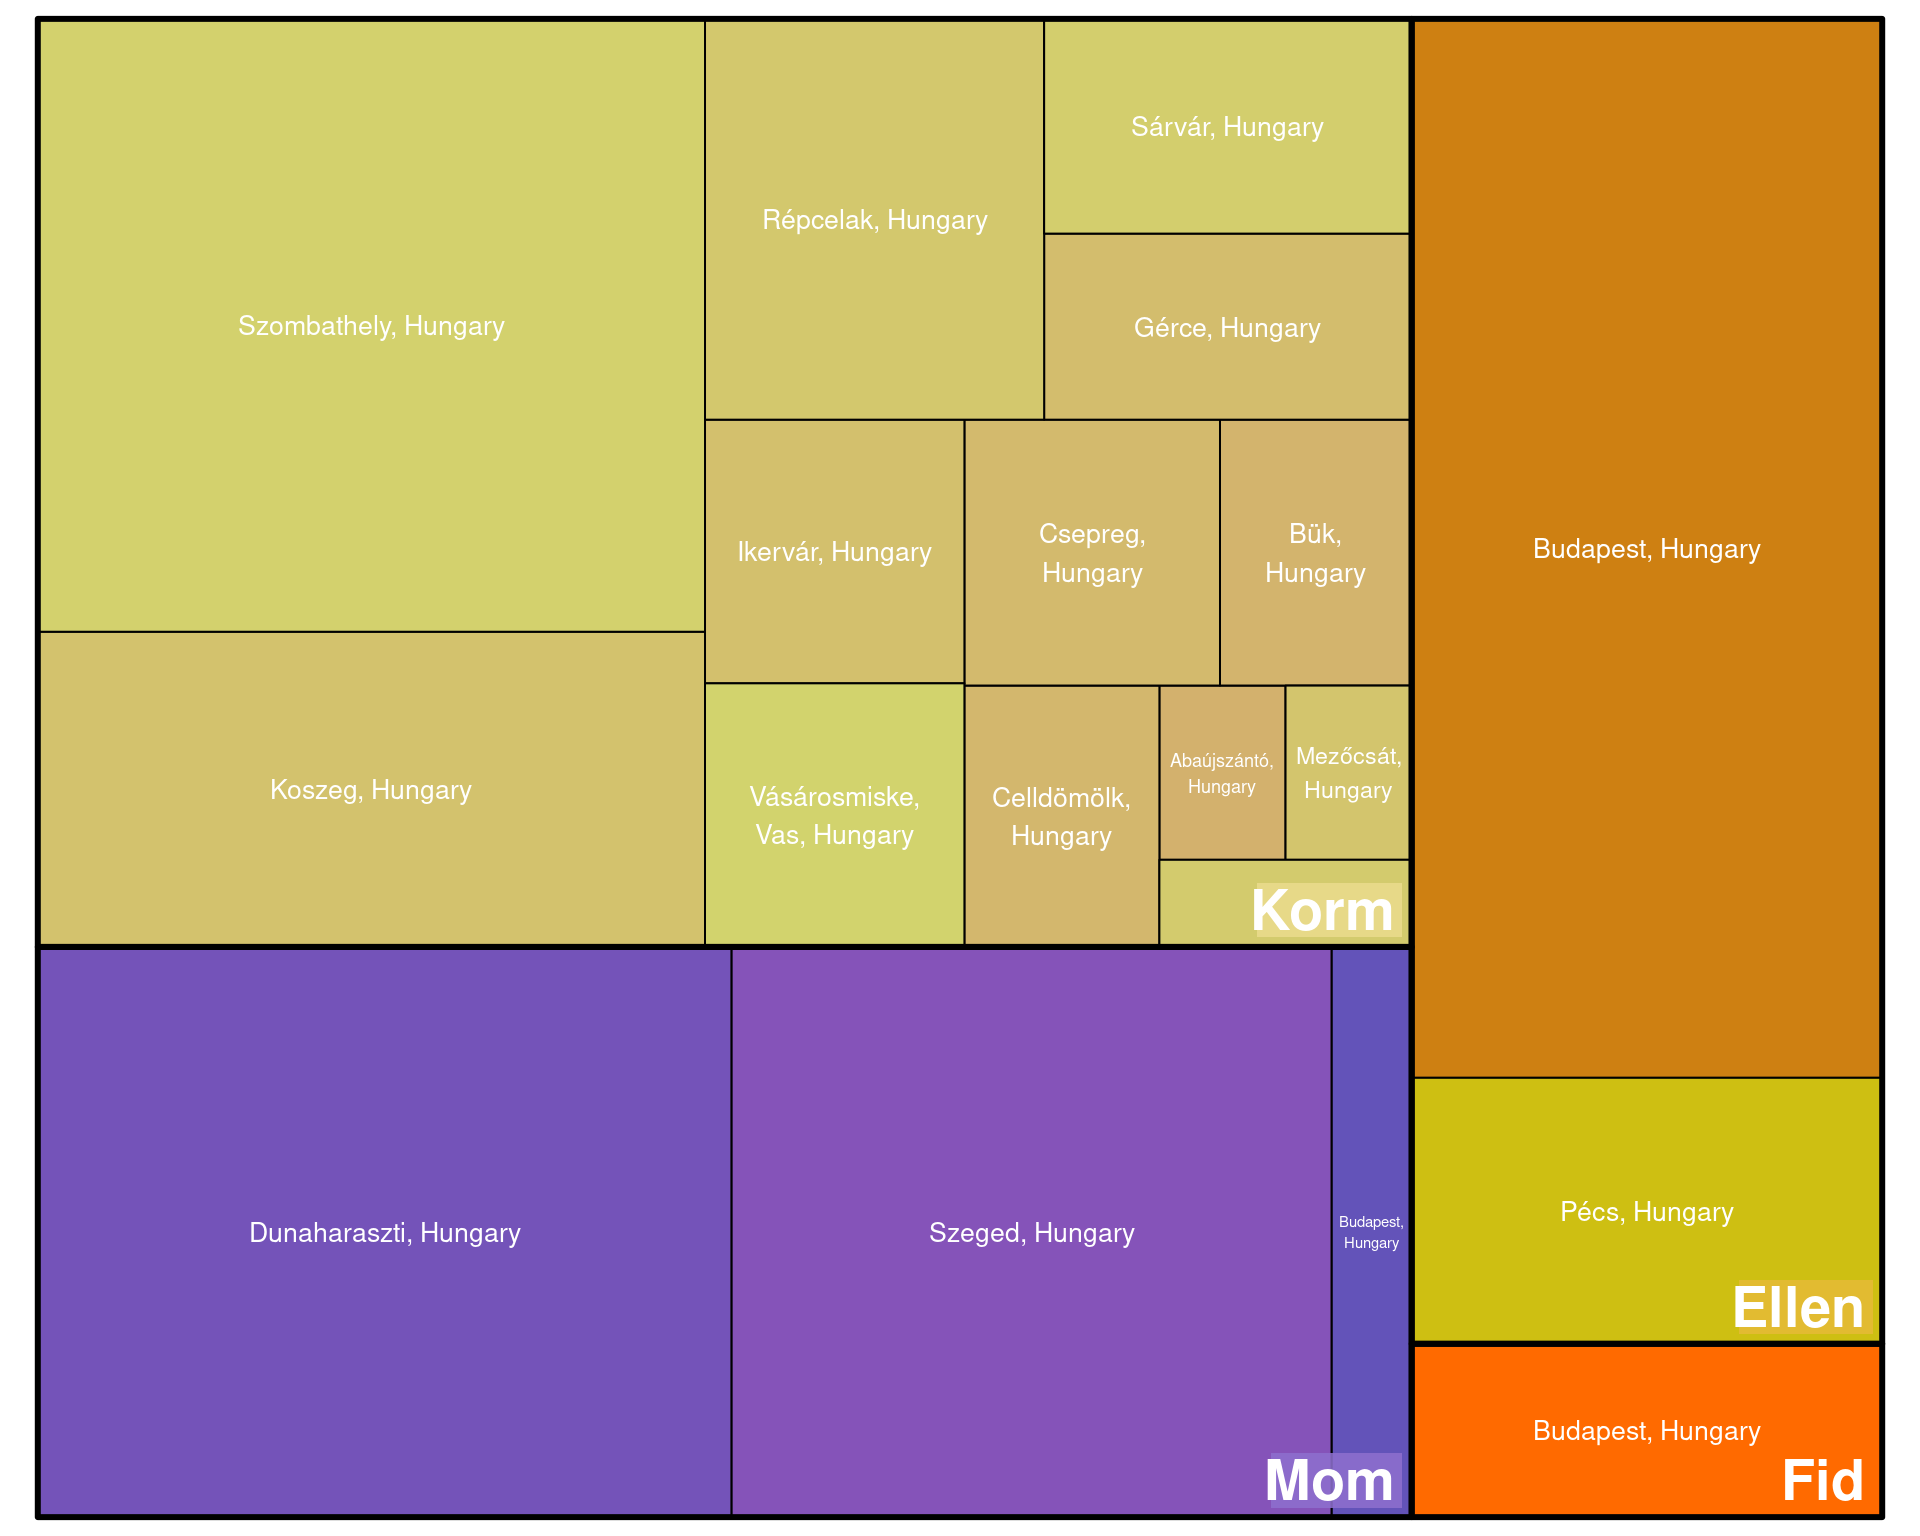 Szombathely, Hungary
Koszeg, Hungary
Répcelak, Hungary
Sárvár, Hungary
Gérce, Hungary
Ikervár, Hungary
Csepreg,
Hungary
Bük,
Hungary
Vásárosmiske,
Vas, Hungary
Celldömölk,
Hungary
Abaújszántó,
Hungary
Mezőcsát,
Hungary
Korm
Dunaharaszti, Hungary
Szeged, Hungary
Budapest,
Hungary
Mom
Budapest, Hungary
Pécs, Hungary
Ellen
Budapest, Hungary
Fid